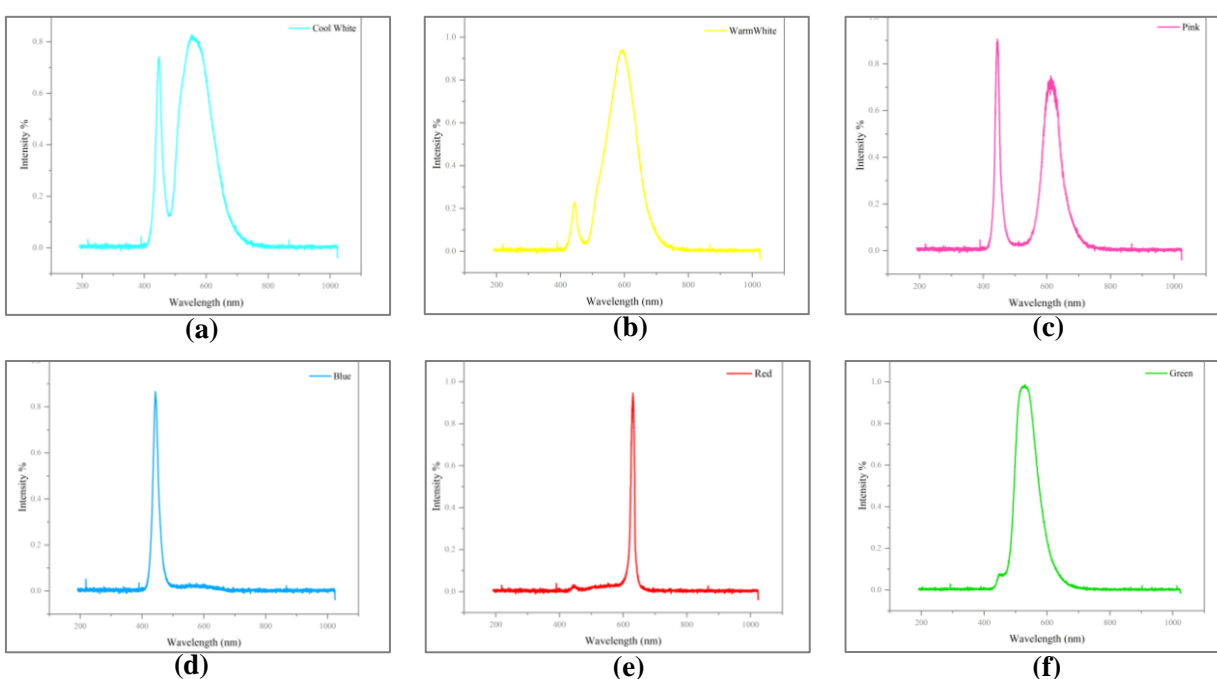 Cool White
0.8
0.6
0.4
0.2
0.0
Intensity %
200 400 600 800 1000
Wavelength (nm)
(a)
WarmWhite
1.0
0.8
0.6
0.4
0.2
0.0
Intensity %
200 400 600 800 1000
Wavelength (nm)
(b)
Pink
0.8
0.6
0.4
0.2
0.0
Intensity %
200 400 600 800 1000
Wavelength (nm)
(c)
Blue
0.8
0.6
0.4
0.2
0.0
Intensity %
200 400 600 800 1000
Wavelength (nm)
(d)
Red
1.0
0.8
0.6
0.4
0.2
0.0
Intensity %
200 400 600 800 1000
Wavelength (nm)
(e)
Green
1.0
0.8
0.6
0.4
0.2
0.0
Intensity %
200 400 600 800 1000
Wavelength (nm)
(f)